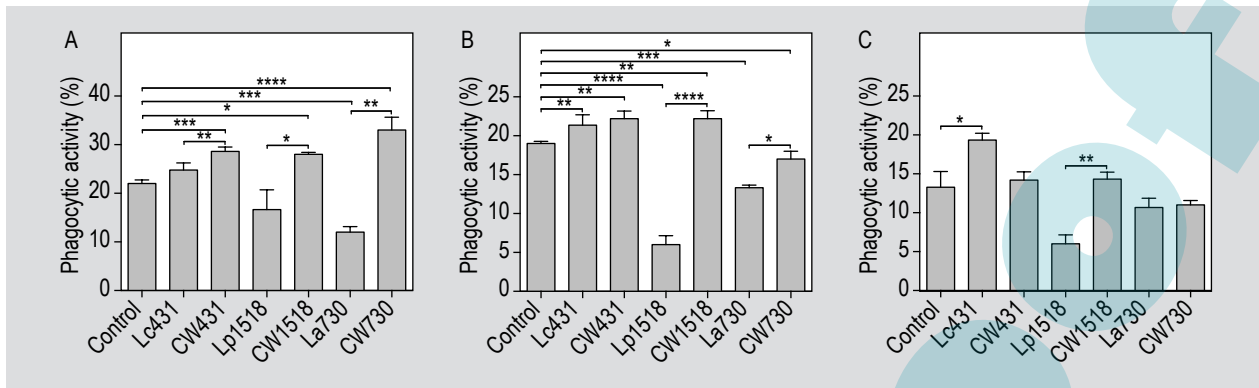 A
Phagocytic activity (%)
40
30
20
10
0
****
***
*
***
**
*
**
Control
Lc431
CW431
Lp1518
CW1518
La730
CW730
B
Phagocytic activity (%)
25
20
15
10
5
0
*
***
**
****
**
**
****
*
Control
Lc431
CW431
Lp1518
CW1518
La730
CW730
C
Phagocytic activity (%)
25
20
15
10
5
0
*
**
Control
Lc431
CW431
Lp1518
CW1518
La730
CW730